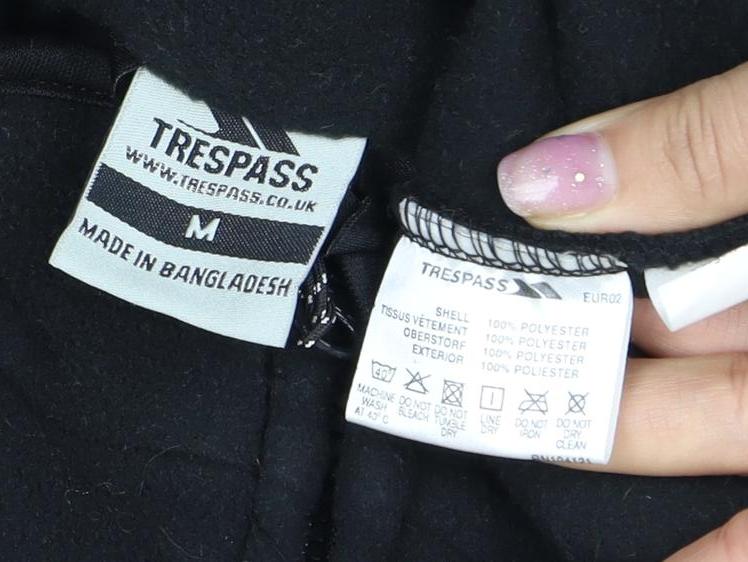 TRESPASS
WWW.TRESPASS.CO.UK
M
MADE IN BANGLADESH
TRESPASS
EUR02
SHELL 100% POLYESTER
TISSUS VÉTEMENT 100% POLYESTER
OBERSTORF 100% POLYESTER
EXTERIOR 100% POLIESTER
40°
MACHINE WASH AT 40°C
DO NOT BLEACH
DO NOT TUMBLE DRY
LINE DRY
DO NOT IRON
DO NOT DRY CLEAN